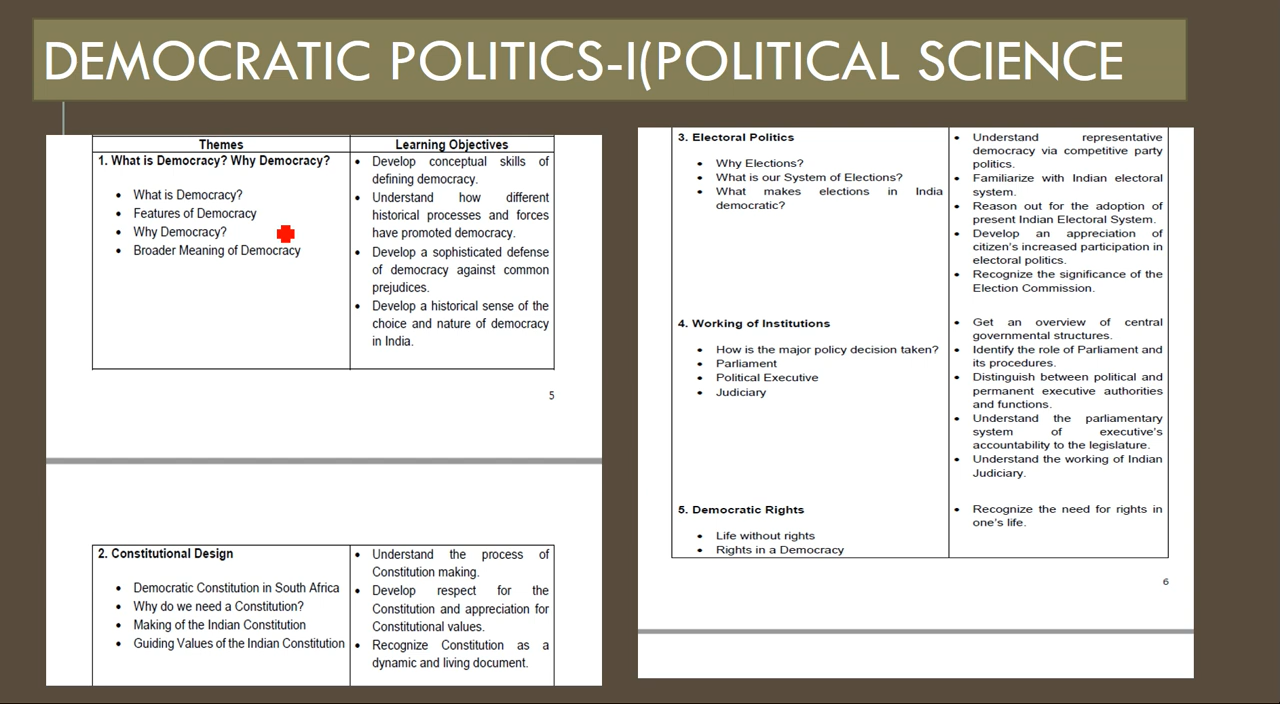 DEMOCRATIC POLITICS-I(POLITICAL SCIENCE
Themes
Learning Objectives
1. What is Democracy? Why Democracy?
• What is Democracy?
• Features of Democracy
• Why Democracy?
• Broader Meaning of Democracy
• Develop conceptual skills of
defining democracy.
• Understand how different
historical processes and forces
have promoted democracy.
• Develop a sophisticated defense
of democracy against common
prejudices.
• Develop a historical sense of the
choice and nature of democracy
in India.
5
2. Constitutional Design
• Democratic Constitution in South Africa
• Why do we need a Constitution?
• Making of the Indian Constitution
• Guiding Values of the Indian Constitution
• Understand the process of
Constitution making.
• Develop respect for the
Constitution and appreciation for
Constitutional values.
• Recognize Constitution as a
dynamic and living document.
3. Electoral Politics
• Why Elections?
• What is our System of Elections?
• What makes elections in India
democratic?
• Understand representative
democracy via competitive party
politics.
• Familiarize with Indian electoral
system.
• Reason out for the adoption of
present Indian Electoral System.
• Develop an appreciation of
citizen's increased participation in
electoral politics.
• Recognize the significance of the
Election Commission.
4. Working of Institutions
• How is the major policy decision taken?
• Parliament
• Political Executive
• Judiciary
• Get an overview of central
governmental structures.
• Identify the role of Parliament and
its procedures.
• Distinguish between political and
permanent executive authorities
and functions.
• Understand the parliamentary
system of executive's
accountability to the legislature.
• Understand the working of Indian
Judiciary.
5. Democratic Rights
• Life without rights
• Rights in a Democracy
• Recognize the need for rights in
one's life.
6